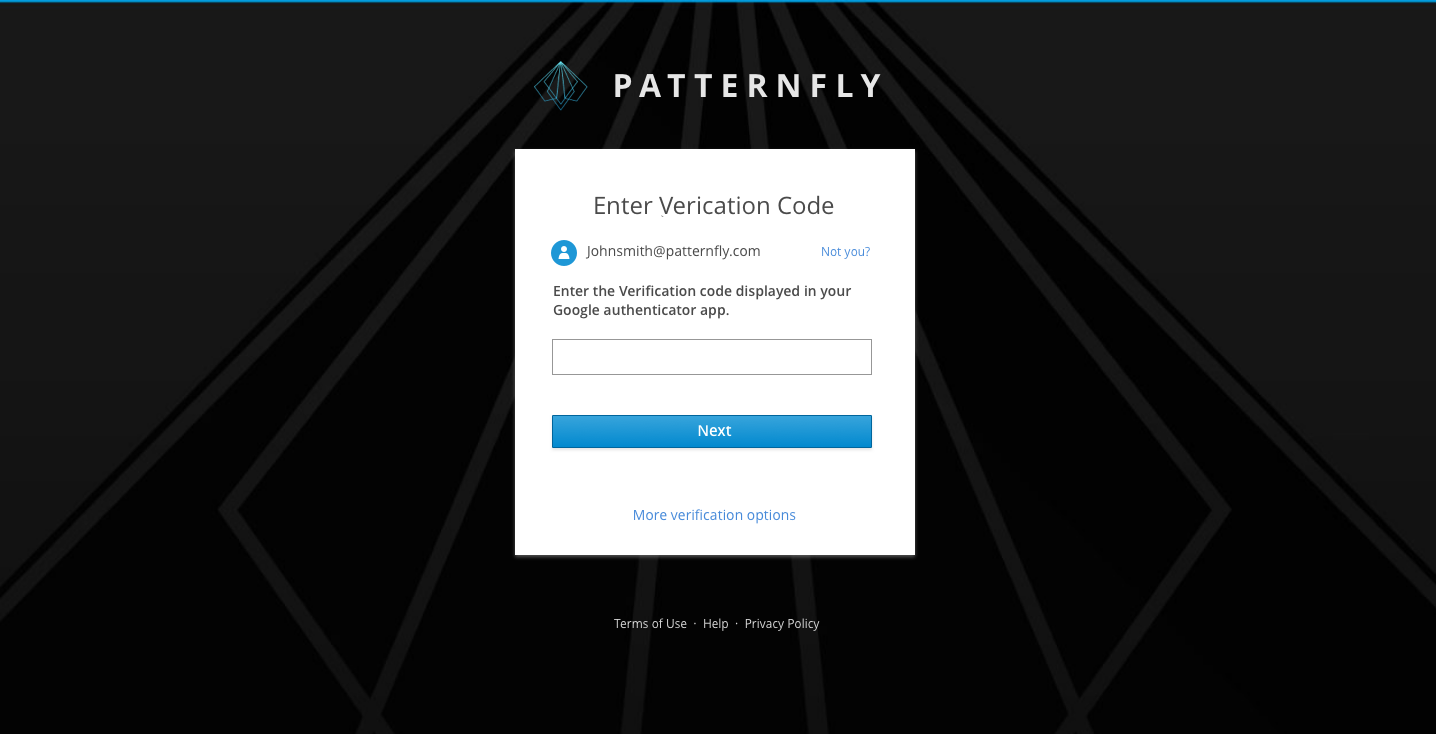 PATTERNFLY
Enter Verication Code
Johnsmith@patternfly.com Not you?
Enter the Verification code displayed in your
Google authenticator app.
Next
More verification options
Terms of Use · Help · Privacy Policy